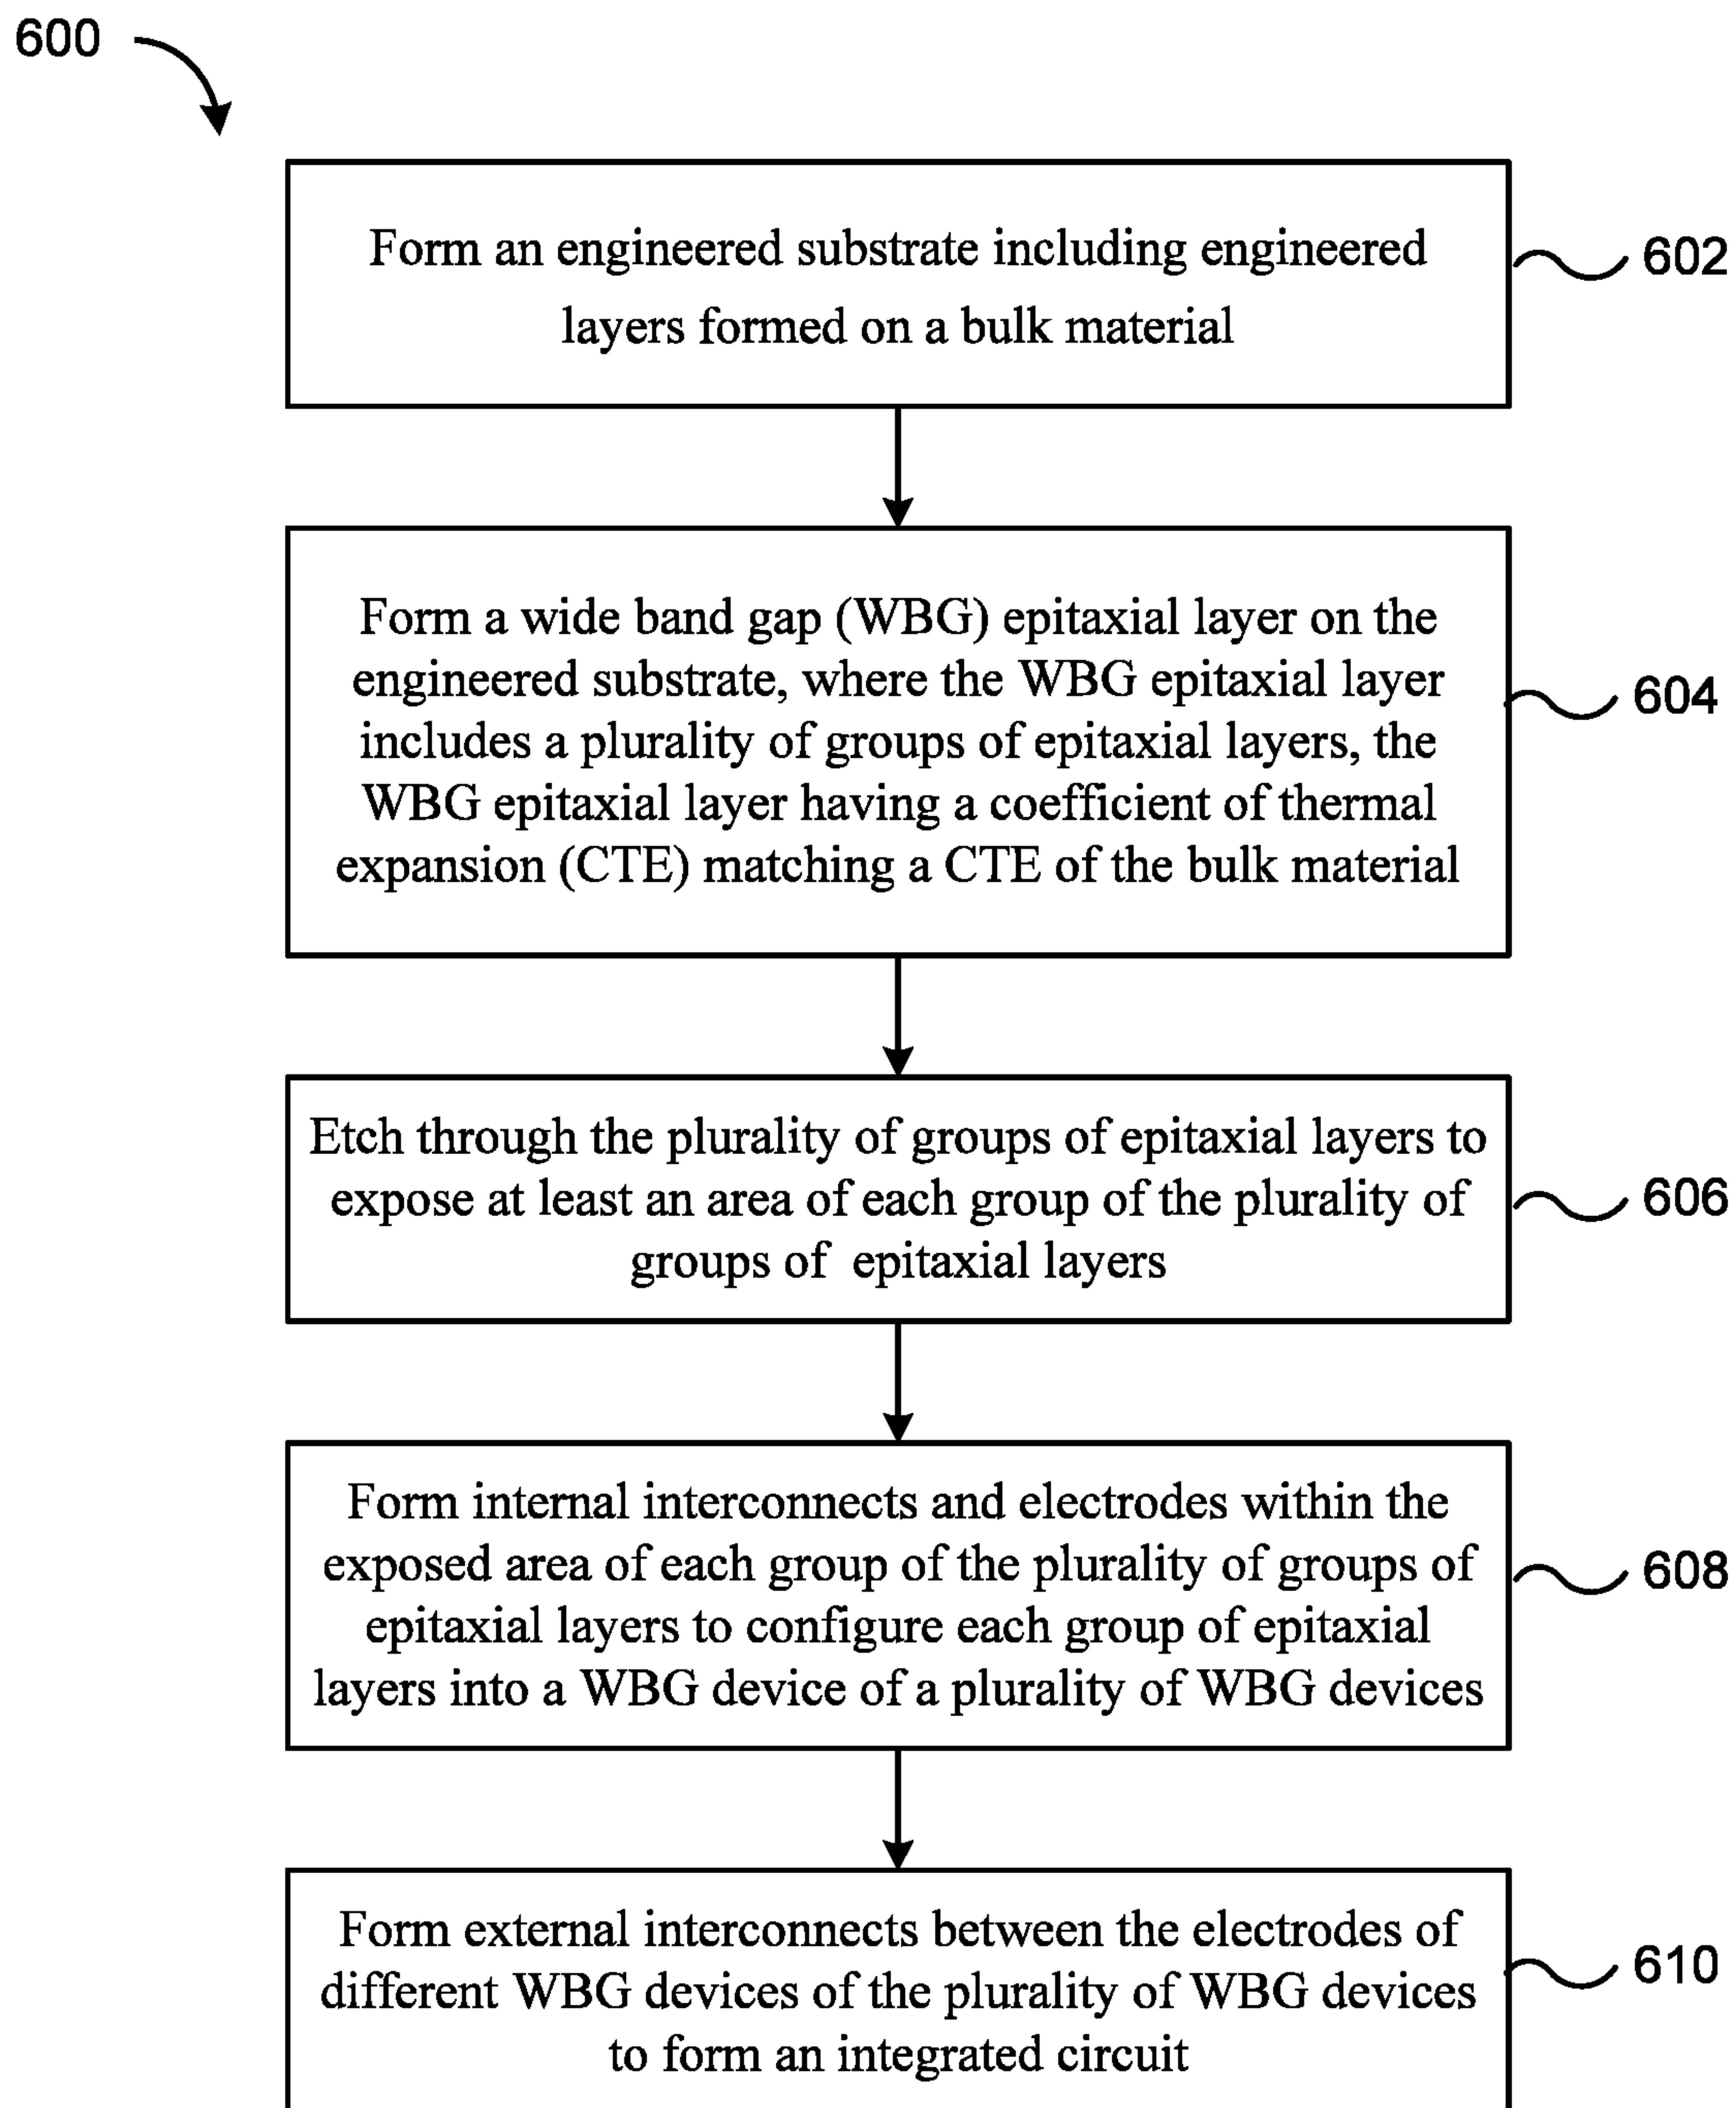 600
Form an engineered substrate including engineered
layers formed on a bulk material
602
Form a wide band gap (WBG) epitaxial layer on the
engineered substrate, where the WBG epitaxial layer
includes a plurality of groups of epitaxial layers, the
WBG epitaxial layer having a coefficient of thermal
expansion (CTE) matching a CTE of the bulk material
604
Etch through the plurality of groups of epitaxial layers to
expose at least an area of each group of the plurality of
groups of epitaxial layers
606
Form internal interconnects and electrodes within the
exposed area of each group of the plurality of groups of
epitaxial layers to configure each group of epitaxial
layers into a WBG device of a plurality of WBG devices
608
Form external interconnects between the electrodes of
different WBG devices of the plurality of WBG devices
to form an integrated circuit
610